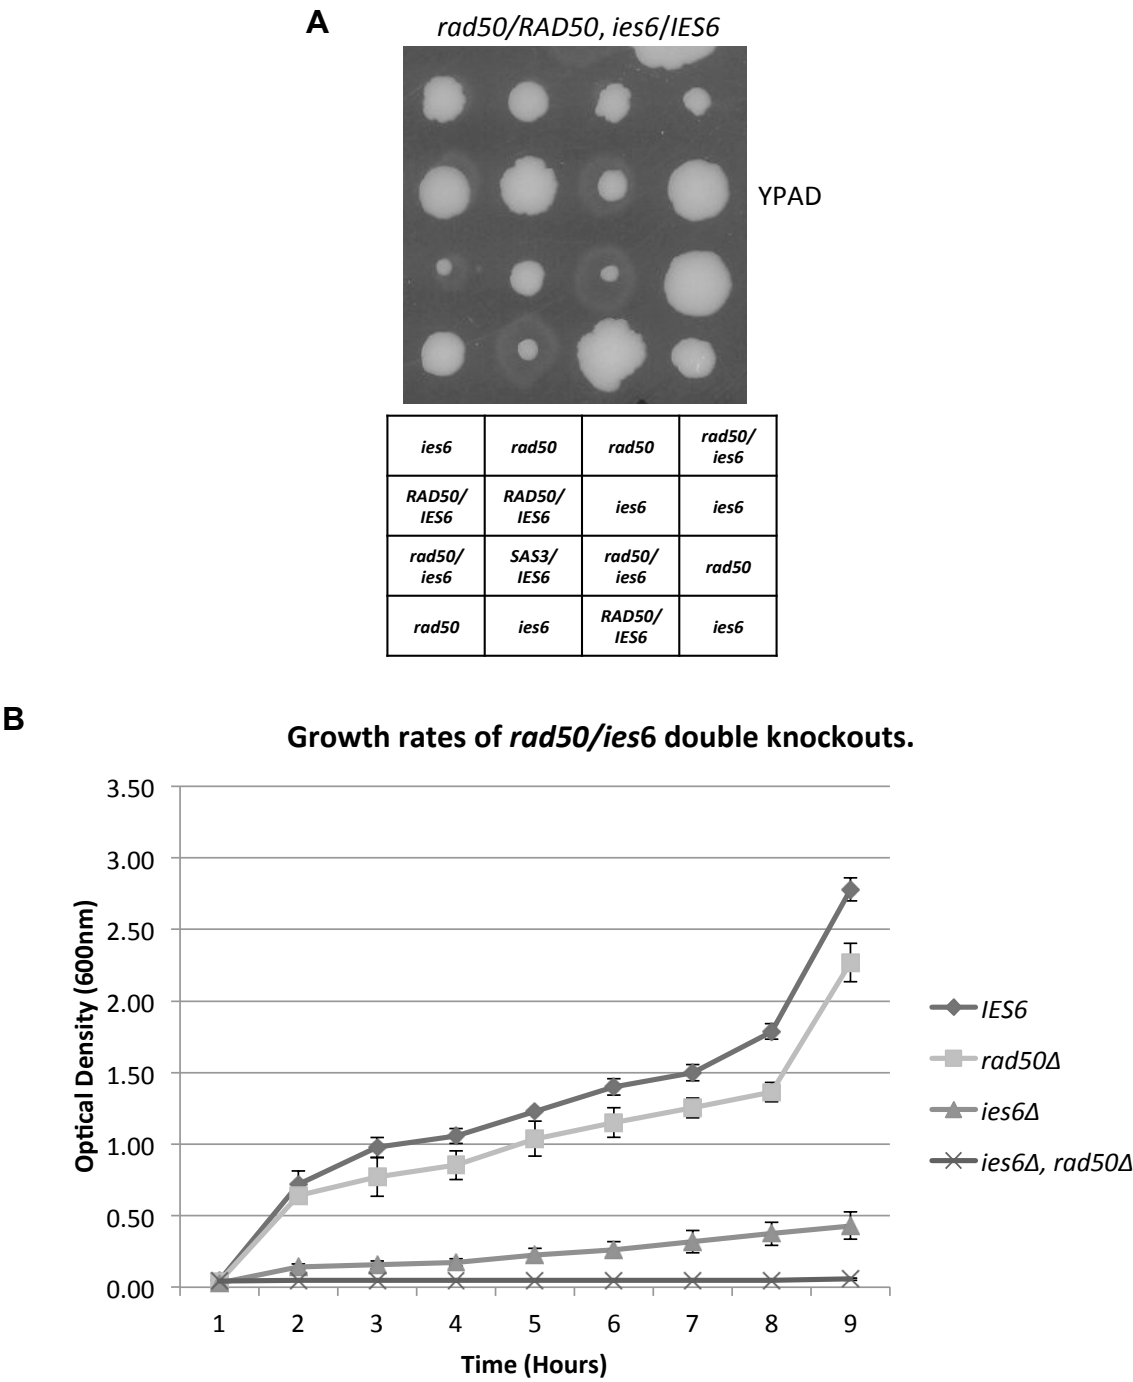 A
rad50/RAD50, ies6/IES6
YPAD
ies6 rad50 rad50 rad50/
ies6
RAD50/
IES6 RAD50/
IES6 ies6 ies6
rad50/
ies6 SAS3/
IES6 rad50/
ies6 rad50
rad50 ies6 RAD50/
IES6 ies6
B
Growth rates of rad50/ies6 double knockouts.
3.50
3.00
2.50
2.00
1.50
1.00
0.50
0.00
Optical Density (600nm)
1 2 3 4 5 6 7 8 9
Time (Hours)
IES6
rad50Δ
ies6Δ
ies6Δ, rad50Δ